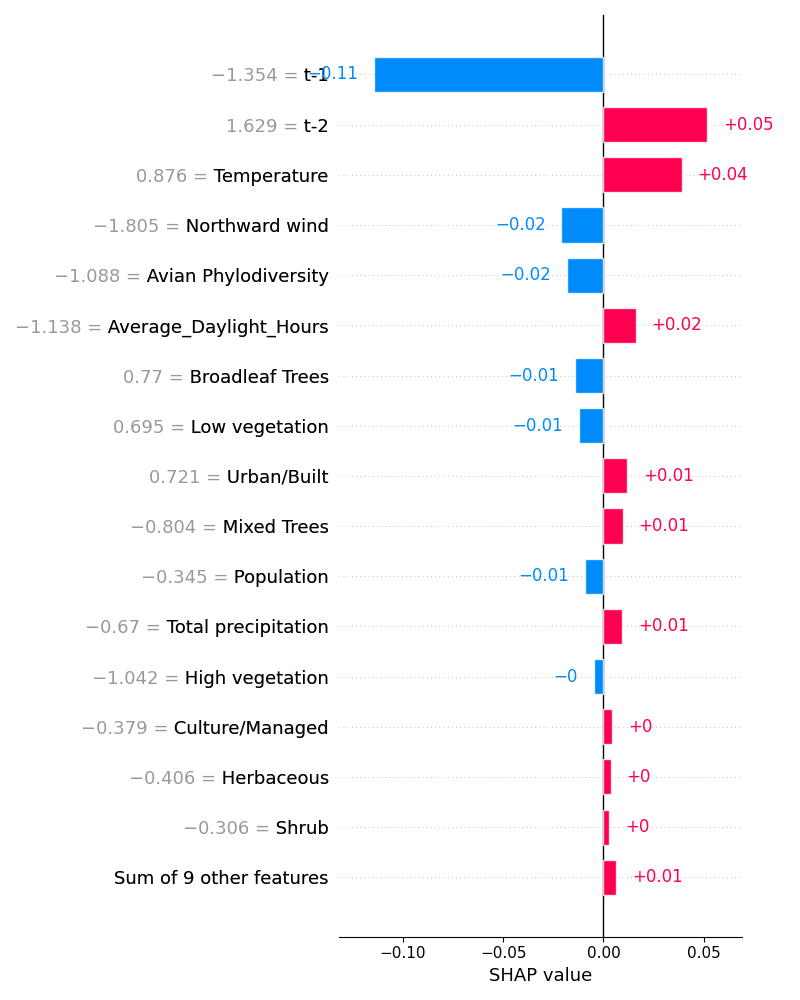 −1.354 = t-1 −0.11
1.629 = t-2 +0.05
0.876 = Temperature +0.04
−1.805 = Northward wind −0.02
−1.088 = Avian Phylodiversity −0.02
−1.138 = Average_Daylight_Hours +0.02
0.77 = Broadleaf Trees −0.01
0.695 = Low vegetation −0.01
0.721 = Urban/Built +0.01
−0.804 = Mixed Trees +0.01
−0.345 = Population −0.01
−0.67 = Total precipitation +0.01
−1.042 = High vegetation −0
−0.379 = Culture/Managed +0
−0.406 = Herbaceous +0
−0.306 = Shrub +0
Sum of 9 other features +0.01
−0.10 −0.05 0.00 0.05
SHAP value